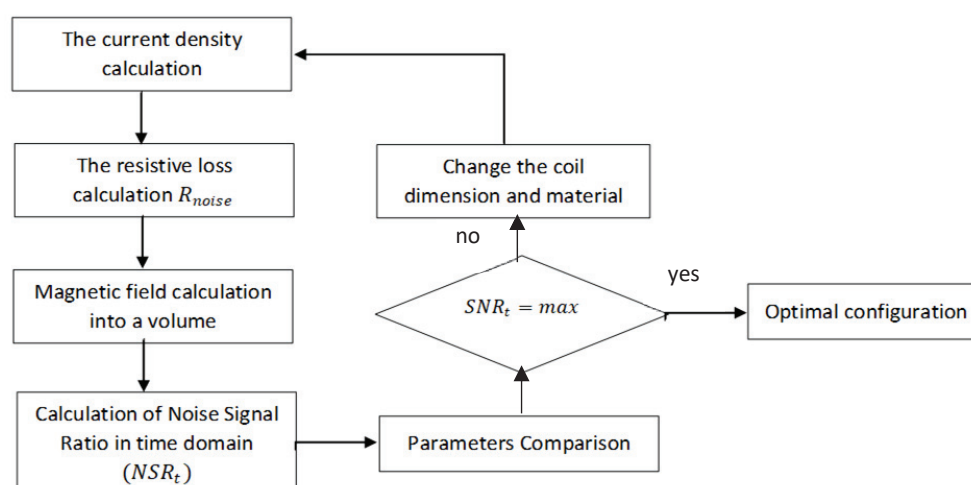 The current density
calculation
The resistive loss
calculation R_noise
Magnetic field calculation
into a volume
Calculation of Noise Signal
Ratio in time domain
(NSR_t)
Parameters Comparison
SNR_t = max
no
Change the coil
dimension and material
yes
Optimal configuration